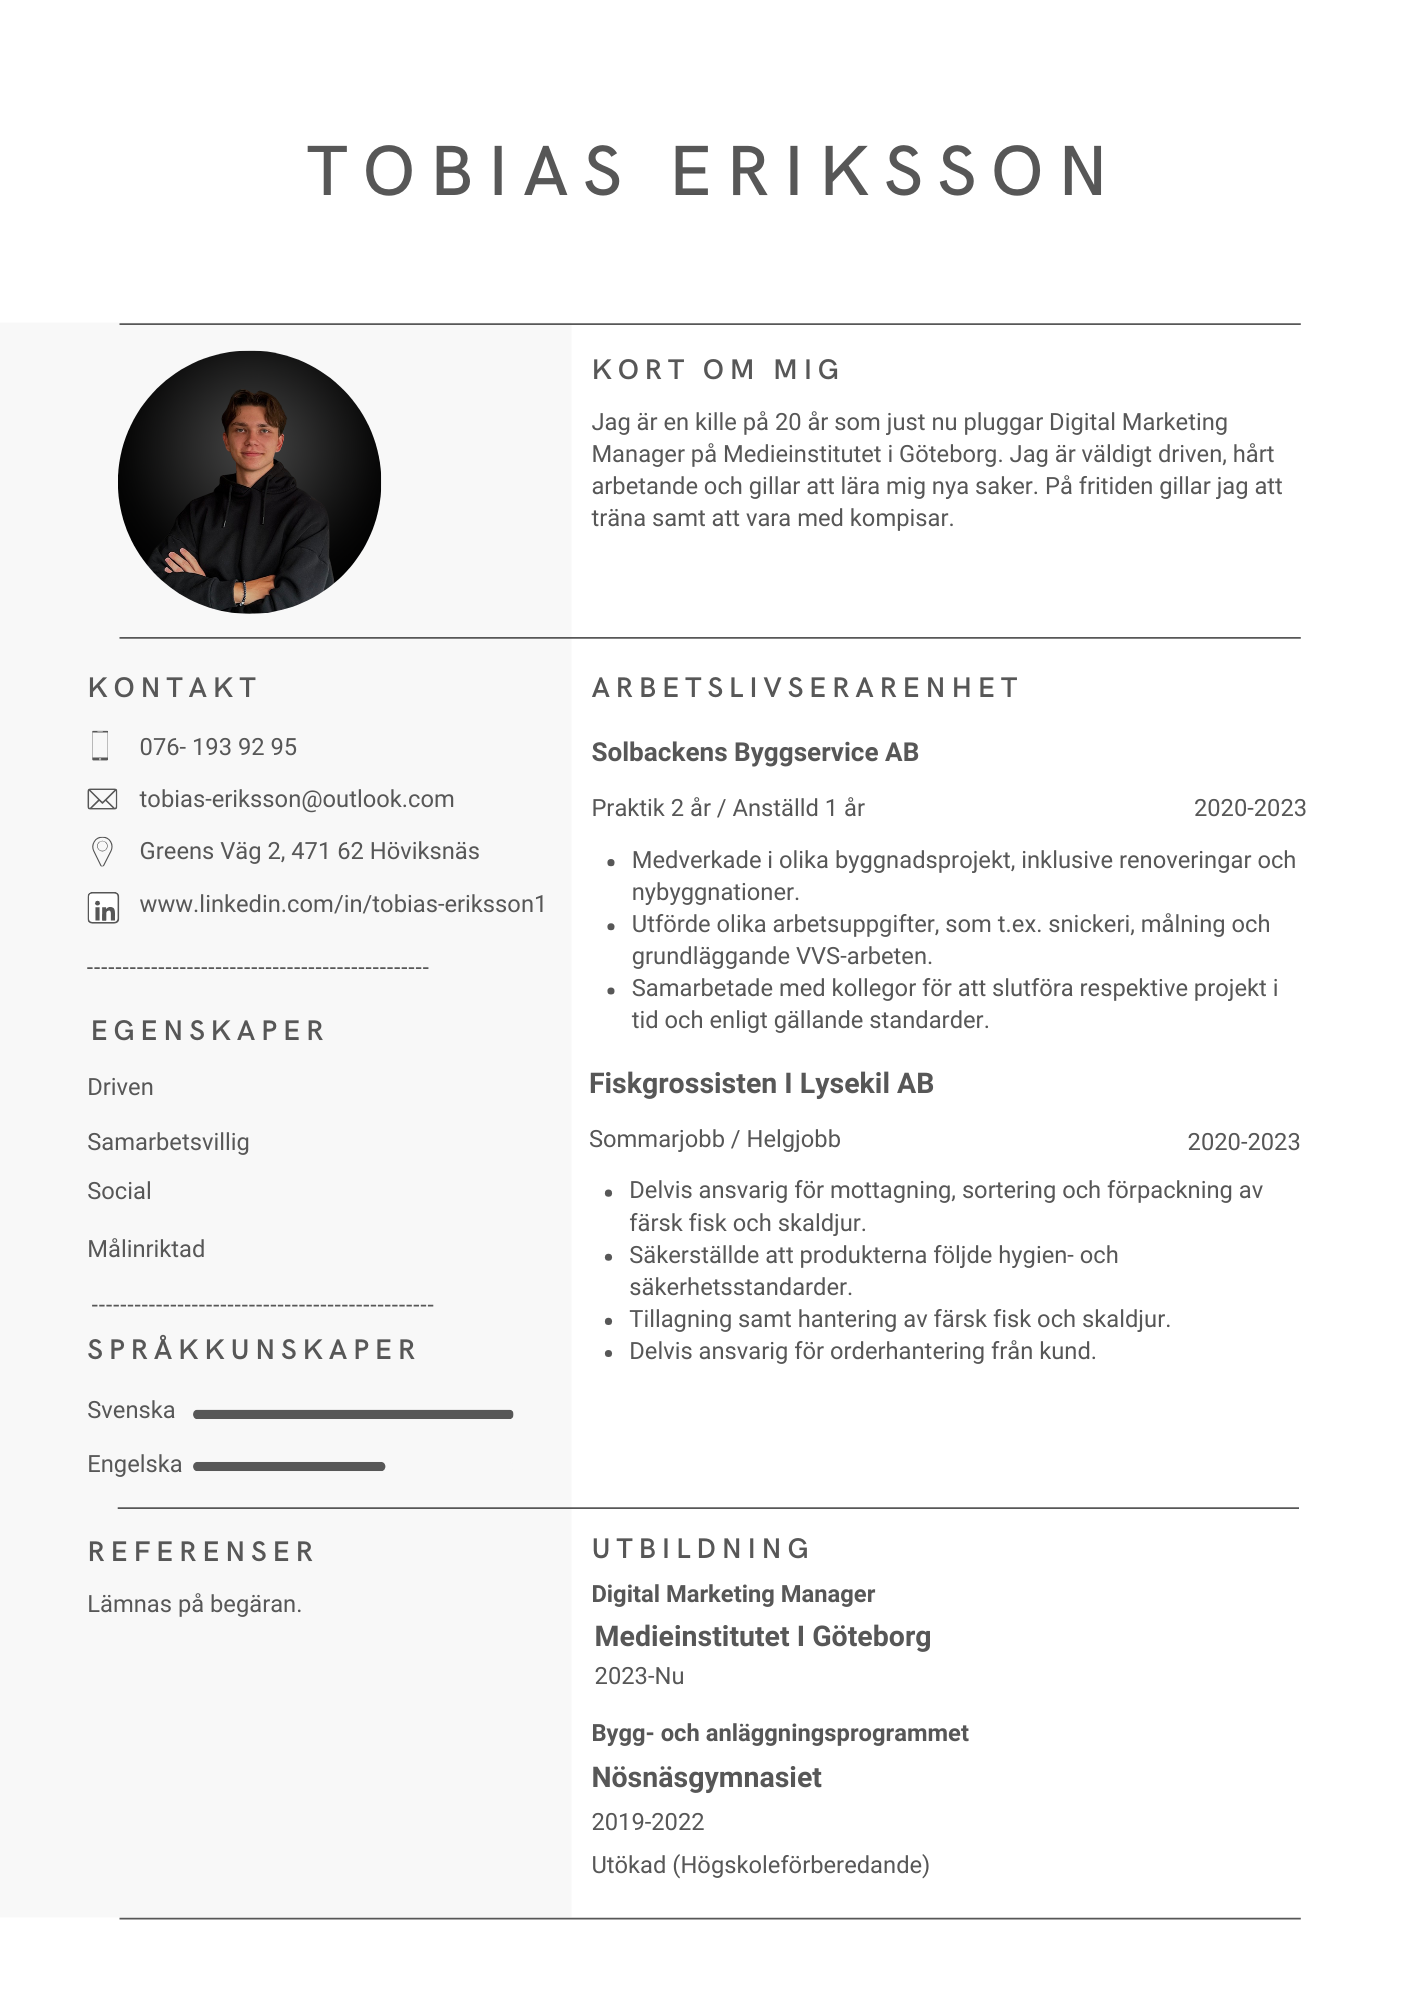 TOBIAS ERIKSSON
KORT OM MIG
Jag är en kille på 20 år som just nu pluggar Digital Marketing
Manager på Medieinstitutet i Göteborg. Jag är väldigt driven, hårt
arbetande och gillar att lära mig nya saker. På fritiden gillar jag att
träna samt att vara med kompisar.
KONTAKT
076- 193 92 95
tobias-eriksson@outlook.com
Greens Väg 2, 471 62 Höviksnäs
in
www.linkedin.com/in/tobias-eriksson1
------------------------------------------------
EGENSKAPER
Driven
Samarbetsvillig
Social
Målinriktad
------------------------------------------------
SPRÅKKUNSKAPER
Svenska
Engelska
REFERENSER
Lämnas på begäran.
ARBETSLIVSERARENHET
Solbackens Byggservice AB
Praktik 2 år / Anställd 1 år 2020-2023
• Medverkade i olika byggnadsprojekt, inklusive renoveringar och
nybyggnationer.
• Utförde olika arbetsuppgifter, som t.ex. snickeri, målning och
grundläggande VVS-arbeten.
• Samarbetade med kollegor för att slutföra respektive projekt i
tid och enligt gällande standarder.
Fiskgrossisten I Lysekil AB
Sommarjobb / Helgjobb 2020-2023
• Delvis ansvarig för mottagning, sortering och förpackning av
färsk fisk och skaldjur.
• Säkerställde att produkterna följde hygien- och
säkerhetsstandarder.
• Tillagning samt hantering av färsk fisk och skaldjur.
• Delvis ansvarig för orderhantering från kund.
UTBILDNING
Digital Marketing Manager
Medieinstitutet I Göteborg
2023-Nu
Bygg- och anläggningsprogrammet
Nösnäsgymnasiet
2019-2022
Utökad (Högskoleförberedande)